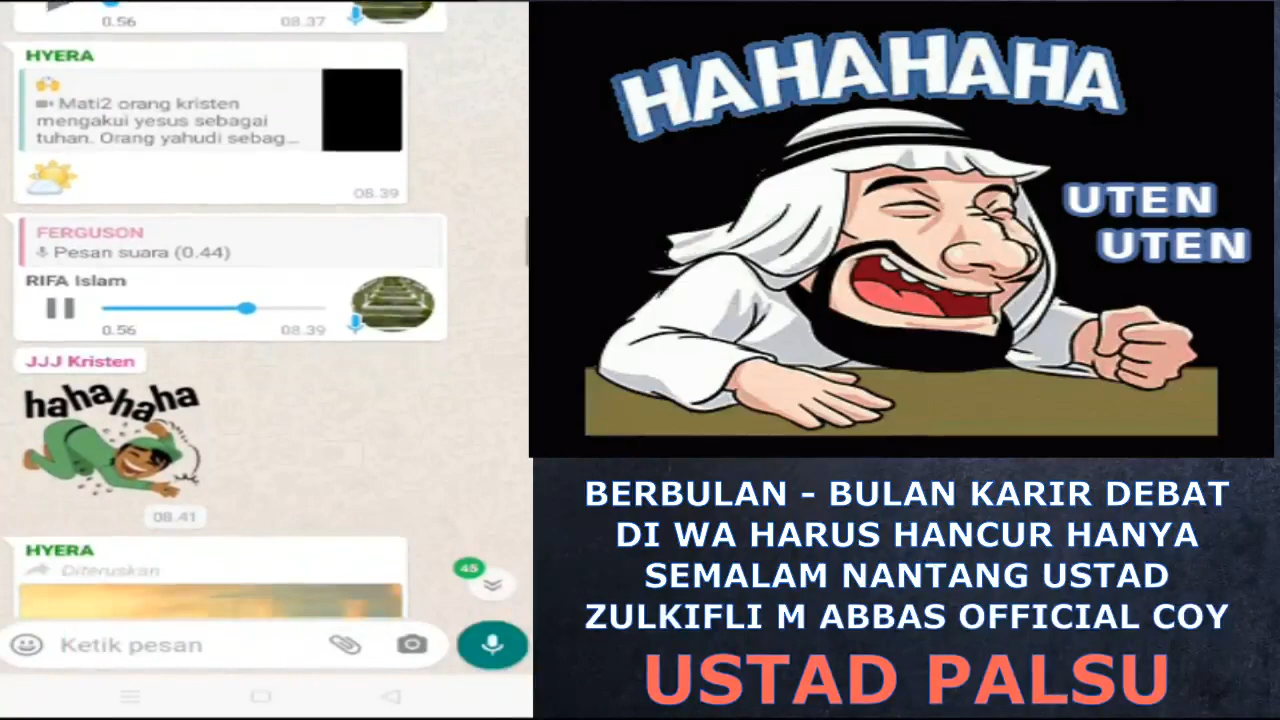 0.56
08.37
HYERA
Mati2 orang kristen
mengakui yesus sebagai
tuhan. Orang yahudi sebag...
08.39
FERGUSON
Pesan suara (0.44)
RIFA Islam
0.56
08.39
JJJ Kristen
hahahaha
08.41
HYERA
Diteruskan
45
Ketik pesan
HAHAHAHA
UTEN
UTEN
BERBULAN - BULAN KARIR DEBAT
DI WA HARUS HANCUR HANYA
SEMALAM NANTANG USTAD
ZULKIFLI M ABBAS OFFICIAL COY
USTAD PALSU